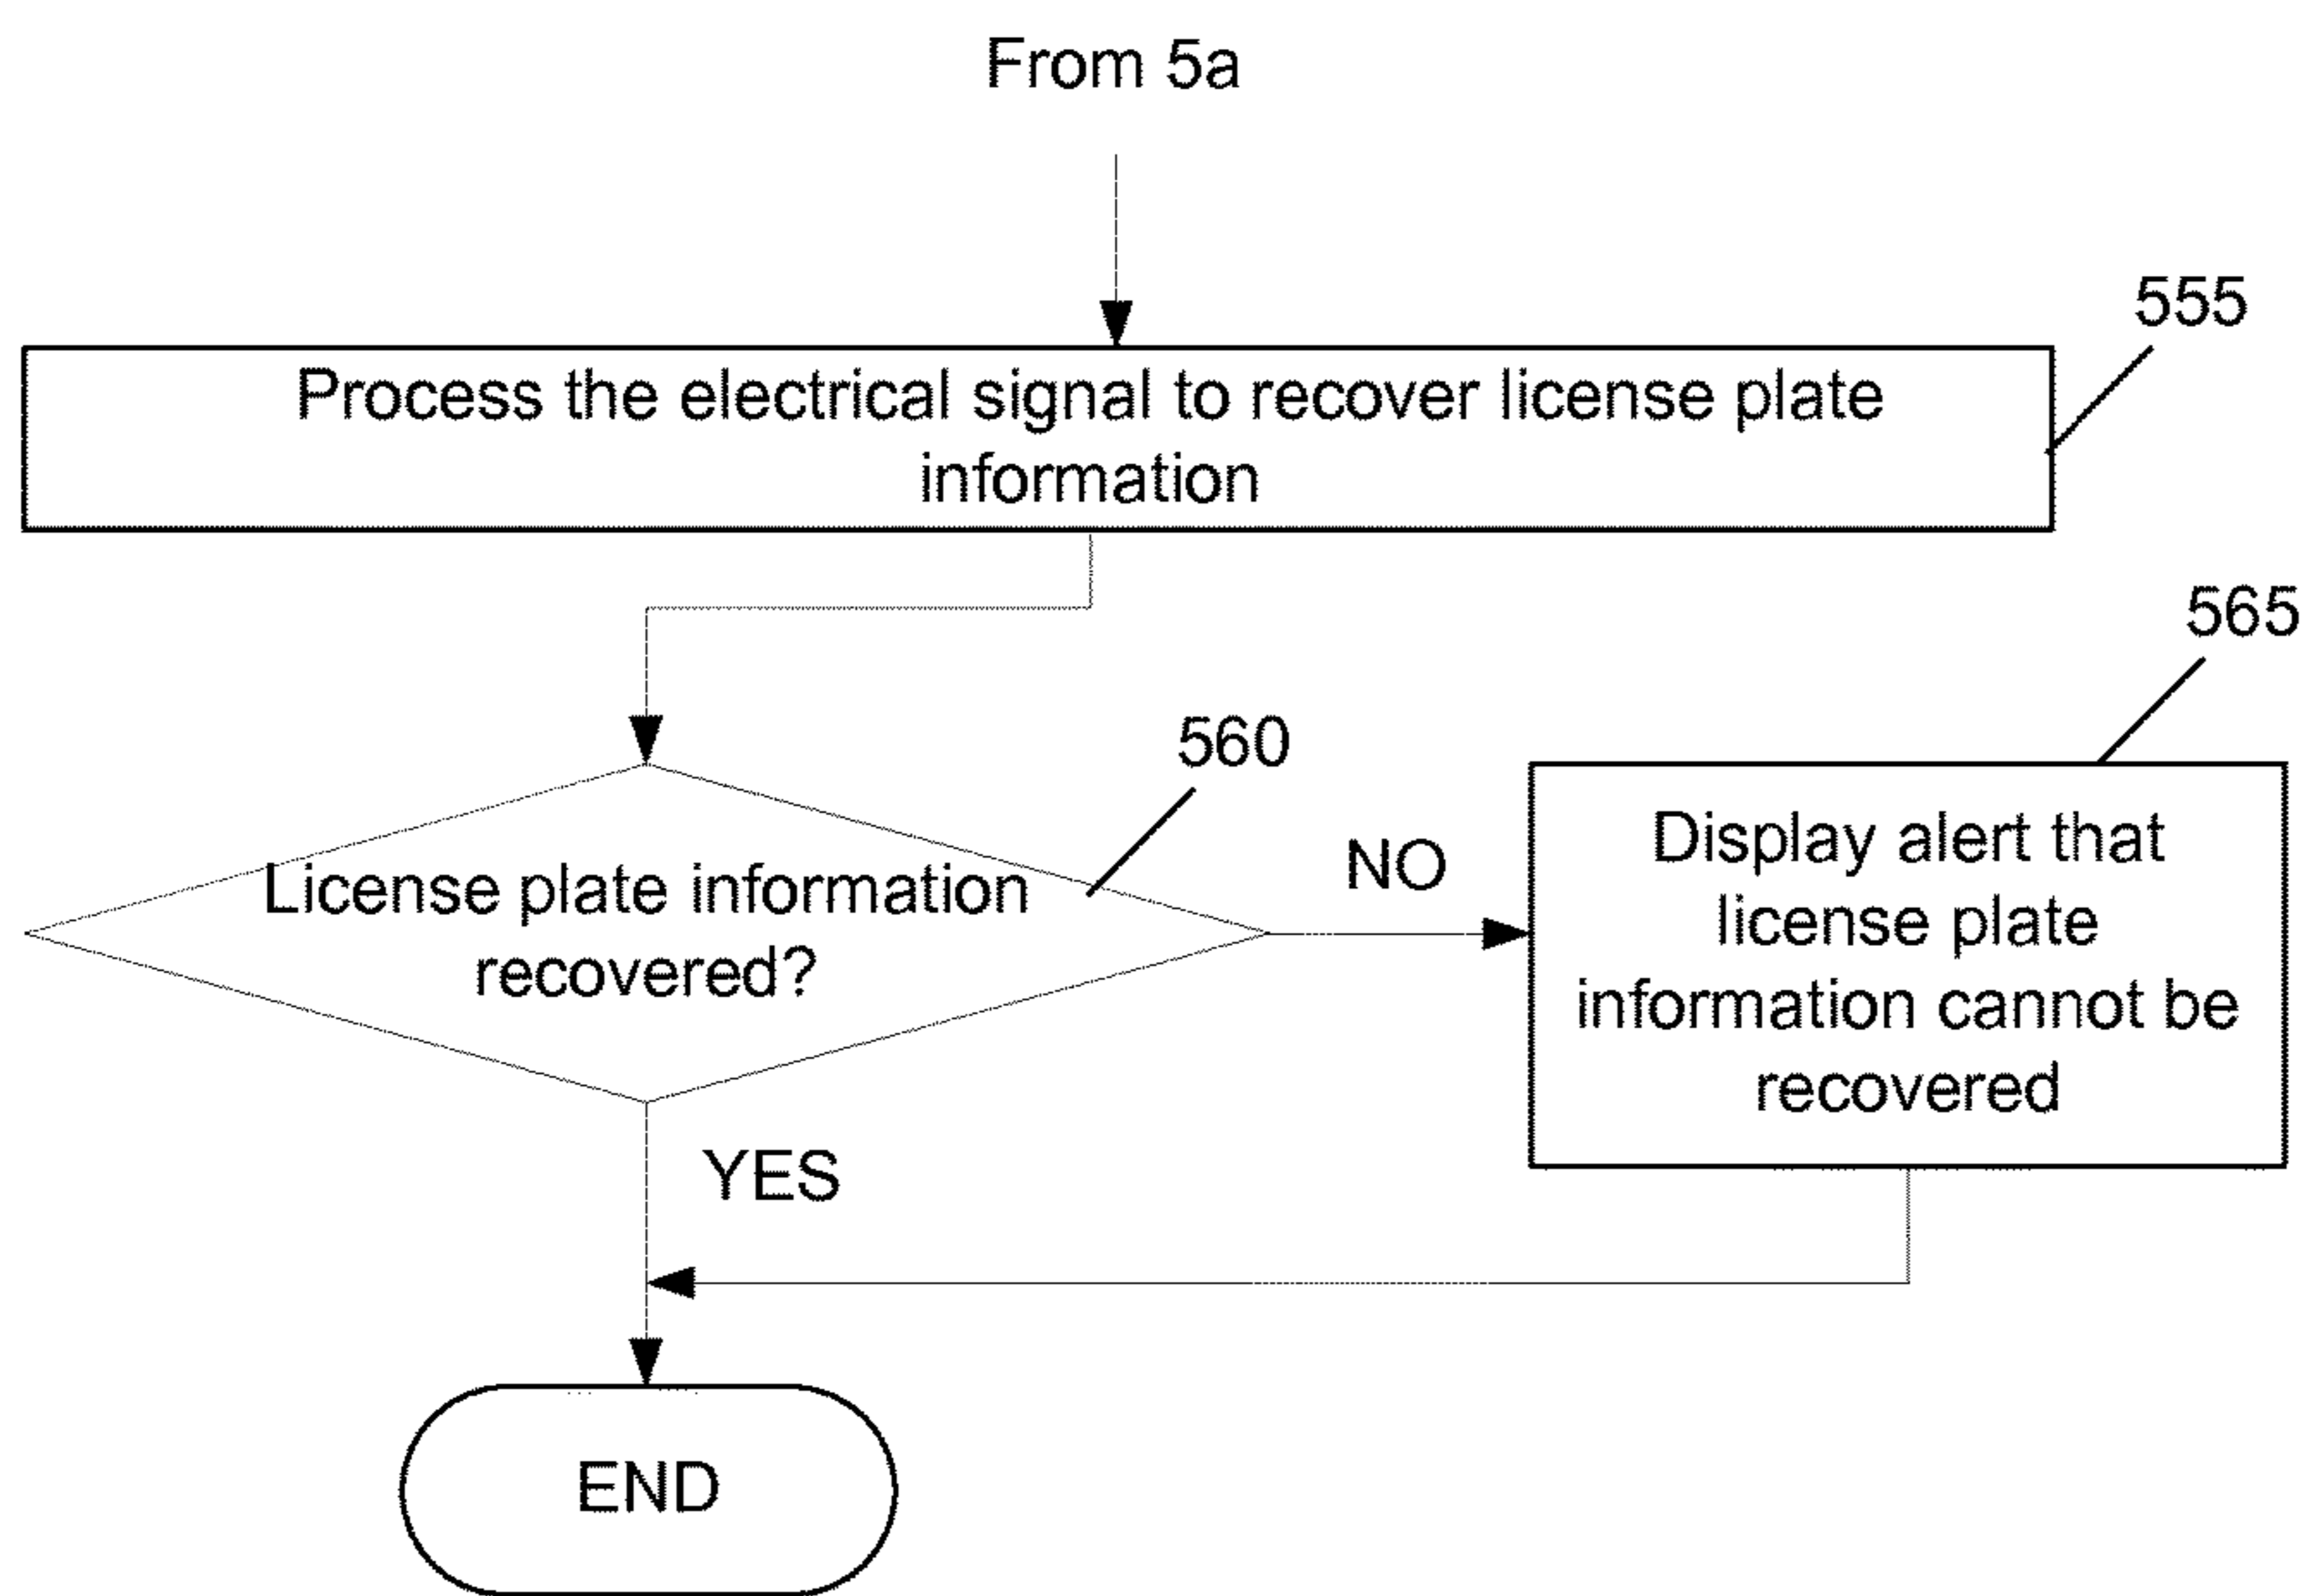 From 5a
555
Process the electrical signal to recover license plate
information
565
560
License plate information
recovered?
NO
Display alert that
license plate
information cannot be
recovered
YES
END